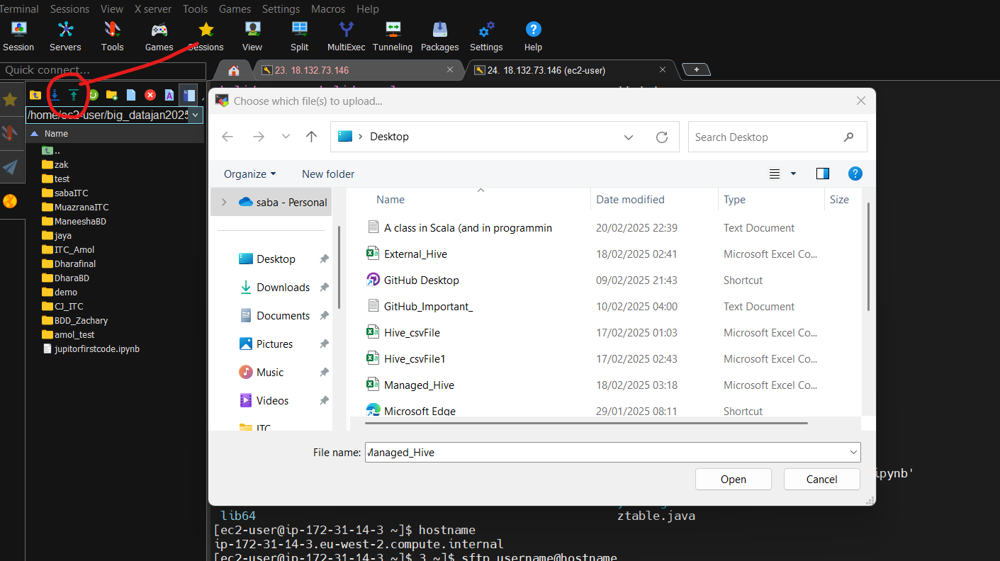 Terminal Sessions View X server Tools Games Settings Macros Help
Session Servers Tools Games Sessions View Split MultiExec Tunneling Packages Settings Help
Quick connect...
23. 18.132.73.146
24. 18.132.73.146 (ec2-user)
/home/ec2-user/big_datajan2025
Name
..
zak
test
sabaITC
MuazranaITC
ManeeshaBD
jaya
ITC_Amol
Dharafinal
DharaBD
demo
CJ_ITC
BDD_Zachary
amol_test
jupitorfirstcode.ipynb
Choose which file(s) to upload...
Desktop
Search Desktop
Organize
New folder
saba - Personal
Desktop
Downloads
Documents
Pictures
Music
Videos
ITC
Name Date modified Type Size
A class in Scala (and in programmin 20/02/2025 22:39 Text Document
External_Hive 18/02/2025 02:41 Microsoft Excel Co...
GitHub Desktop 09/02/2025 21:43 Shortcut
GitHub_Important_ 10/02/2025 04:00 Text Document
Hive_csvFile 17/02/2025 01:03 Microsoft Excel Co...
Hive_csvFile1 17/02/2025 02:43 Microsoft Excel Co...
Managed_Hive 18/02/2025 03:18 Microsoft Excel Co...
Microsoft Edge 29/01/2025 08:11 Shortcut
File name: Managed_Hive
Open Cancel
ipynb'
lib64 ztable.java
[ec2-user@ip-172-31-14-3 ~]$ hostname
ip-172-31-14-3.eu-west-2.compute.internal
[ec2-user@ip-172-31-14-3 ~]$ 3 ~]$ sftp username@hostname